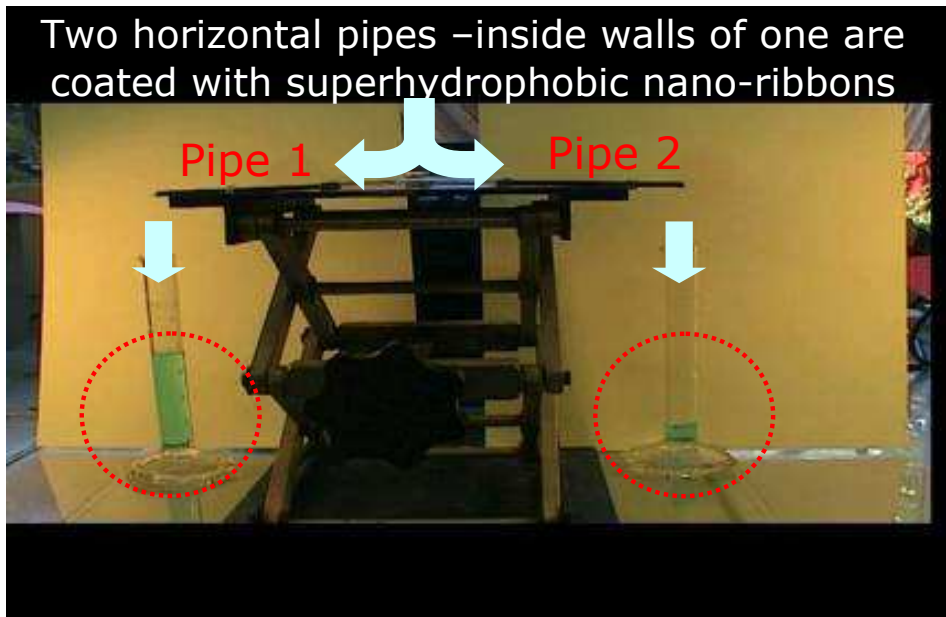 Two horizontal pipes –inside walls of one are
coated with superhydrophobic nano-ribbons
Pipe 1
Pipe 2